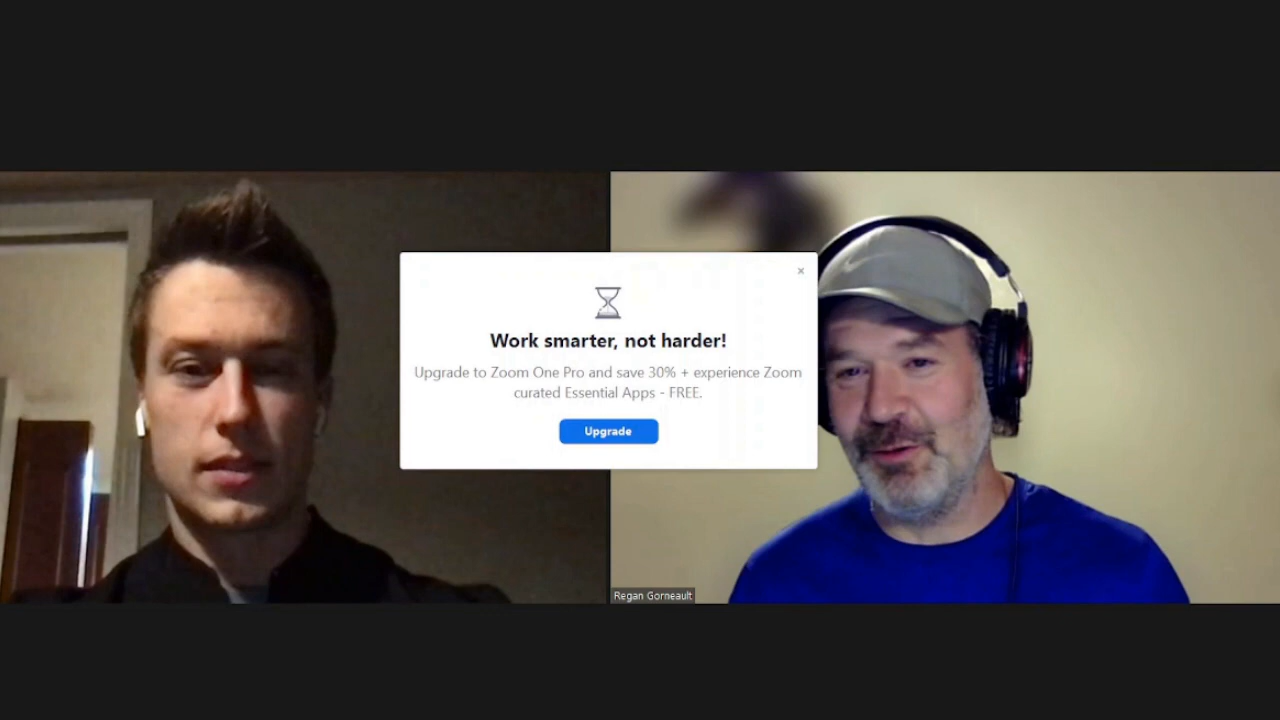 ×
Work smarter, not harder!
Upgrade to Zoom One Pro and save 30% + experience Zoom
curated Essential Apps - FREE.
Upgrade
Regan Gorneault